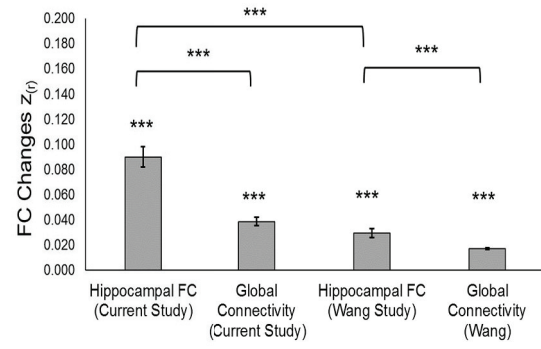 0.200
0.180
0.160
0.140
0.120
0.100
0.080
0.060
0.040
0.020
0.000
FC Changes z(r)
***
***
***
***
***
***
***
Hippocampal FC
(Current Study)
Global
Connectivity
(Current Study)
Hippocampal FC
(Wang Study)
Global
Connectivity
(Wang)